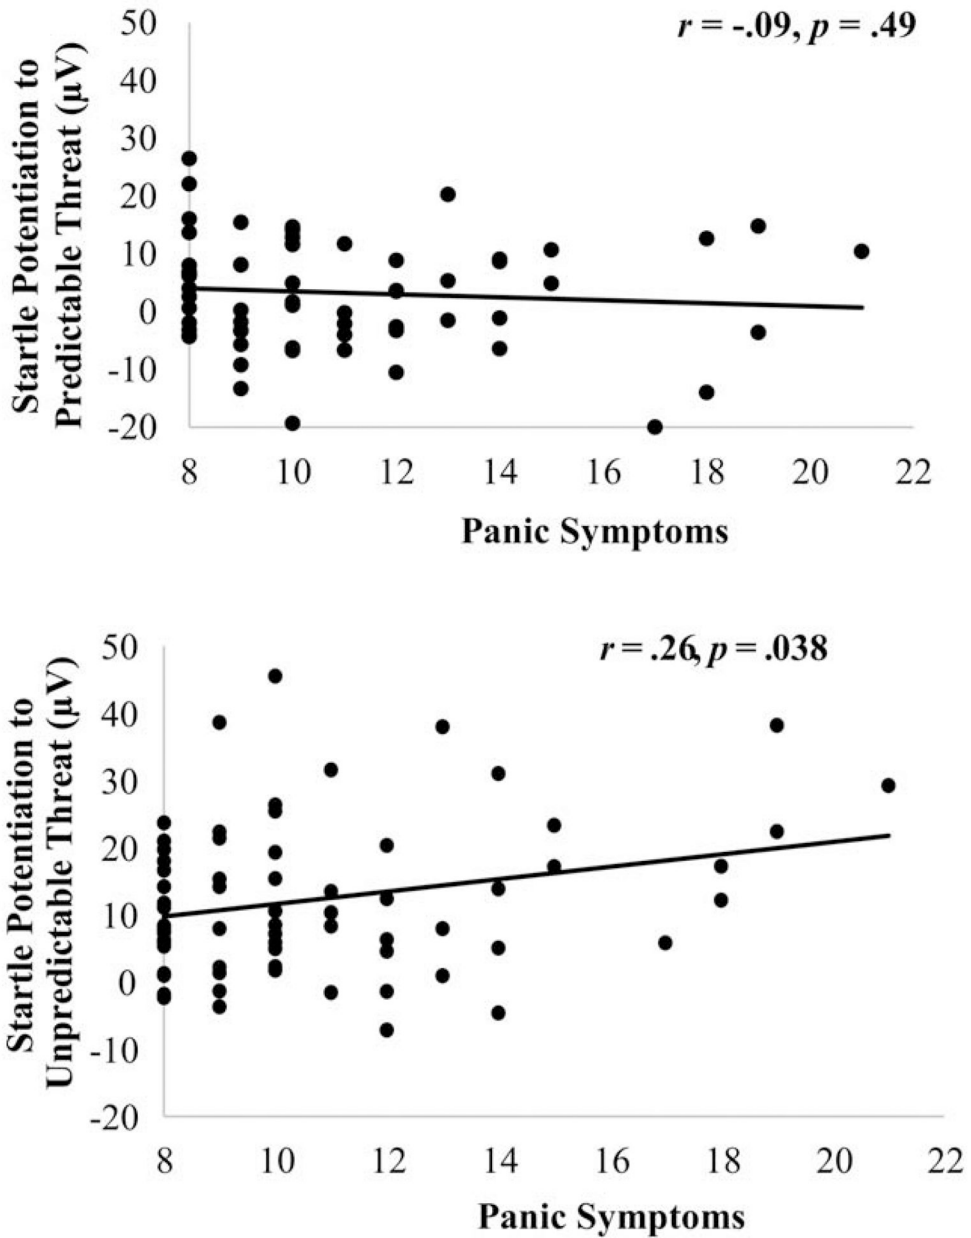 r = -.09, p = .49
Startle Potentiation to
Predictable Threat (μV)
50
40
30
20
10
0
-10
-20
8 10 12 14 16 18 20 22
Panic Symptoms
r = .26, p = .038
Startle Potentiation to
Unpredictable Threat (μV)
50
40
30
20
10
0
-10
-20
8 10 12 14 16 18 20 22
Panic Symptoms